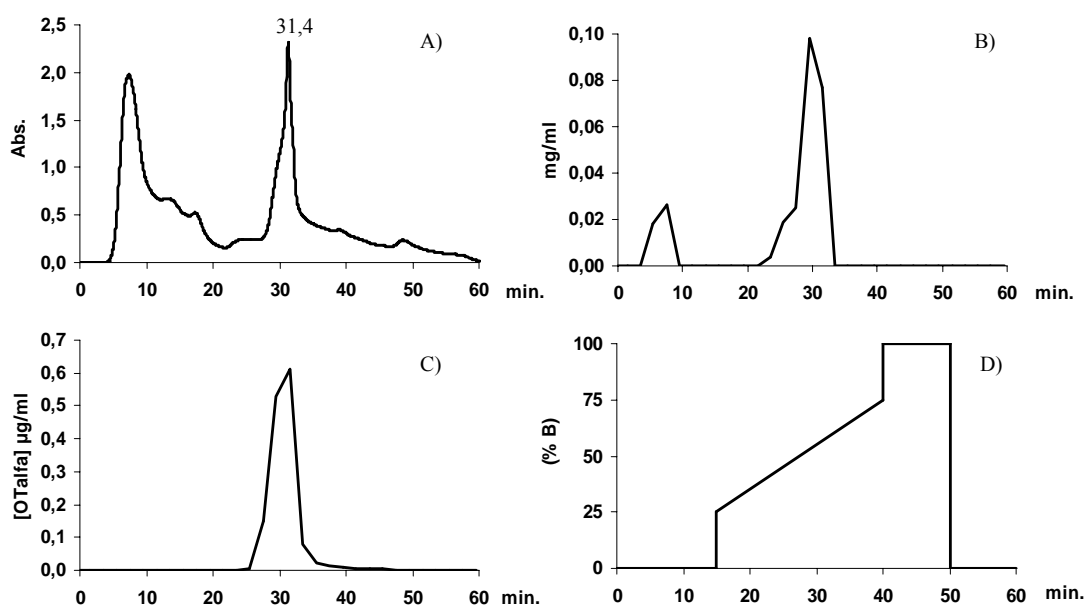 31,4
A)
2,5
2,0
1,5
1,0
0,5
0,0
Abs.
0 10 20 30 40 50 60 min.
B)
0,10
0,08
0,06
0,04
0,02
0,00
mg/ml
0 10 20 30 40 50 60 min.
C)
0,7
0,6
0,5
0,4
0,3
0,2
0,1
0,0
[OTalfa] µg/ml
0 10 20 30 40 50 60 min.
D)
100
75
50
25
0
(% B)
0 10 20 30 40 50 60 min.